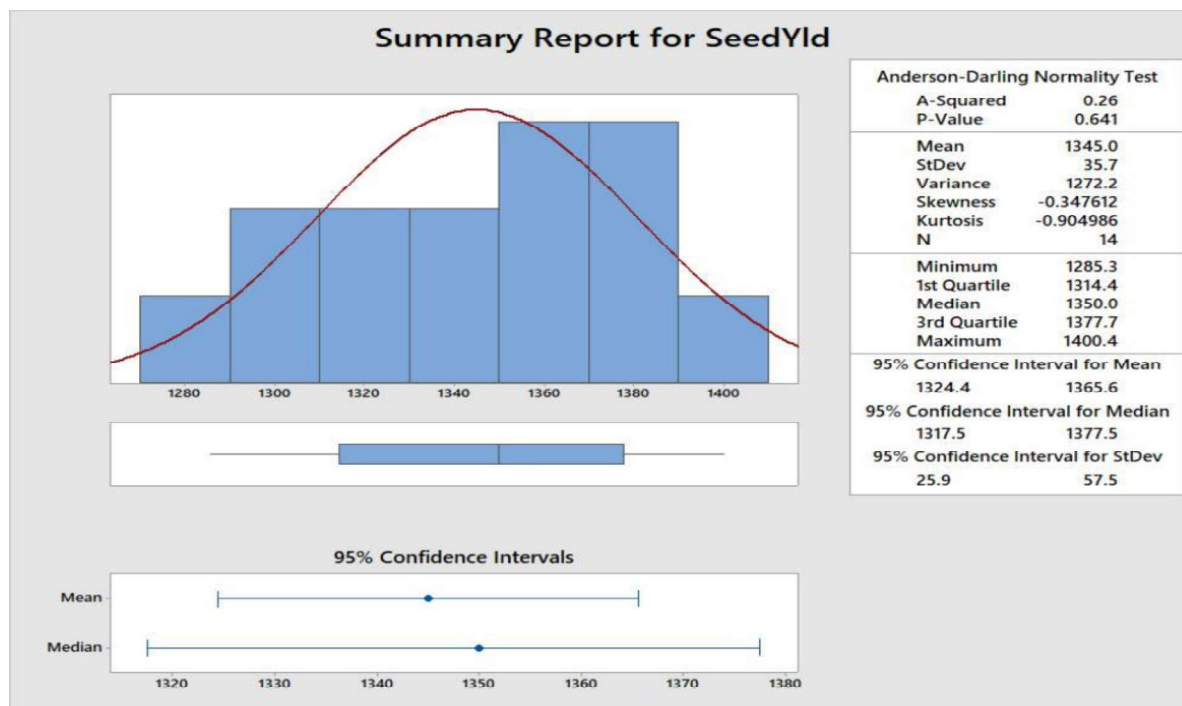 Summary Report for SeedYld
Anderson-Darling Normality Test
A-Squared 0.26
P-Value 0.641
Mean 1345.0
StDev 35.7
Variance 1272.2
Skewness -0.347612
Kurtosis -0.904986
N 14
Minimum 1285.3
1st Quartile 1314.4
Median 1350.0
3rd Quartile 1377.7
Maximum 1400.4
95% Confidence Interval for Mean
1324.4 1365.6
95% Confidence Interval for Median
1317.5 1377.5
95% Confidence Interval for StDev
25.9 57.5
1280 1300 1320 1340 1360 1380 1400
95% Confidence Intervals
Mean
Median
1320 1330 1340 1350 1360 1370 1380